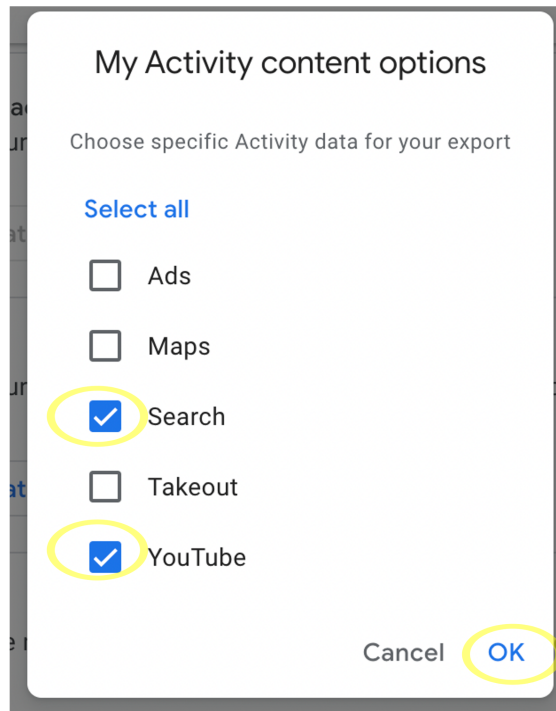 My Activity content options
Choose specific Activity data for your export
Select all
Ads
Maps
Search
Takeout
YouTube
Cancel OK